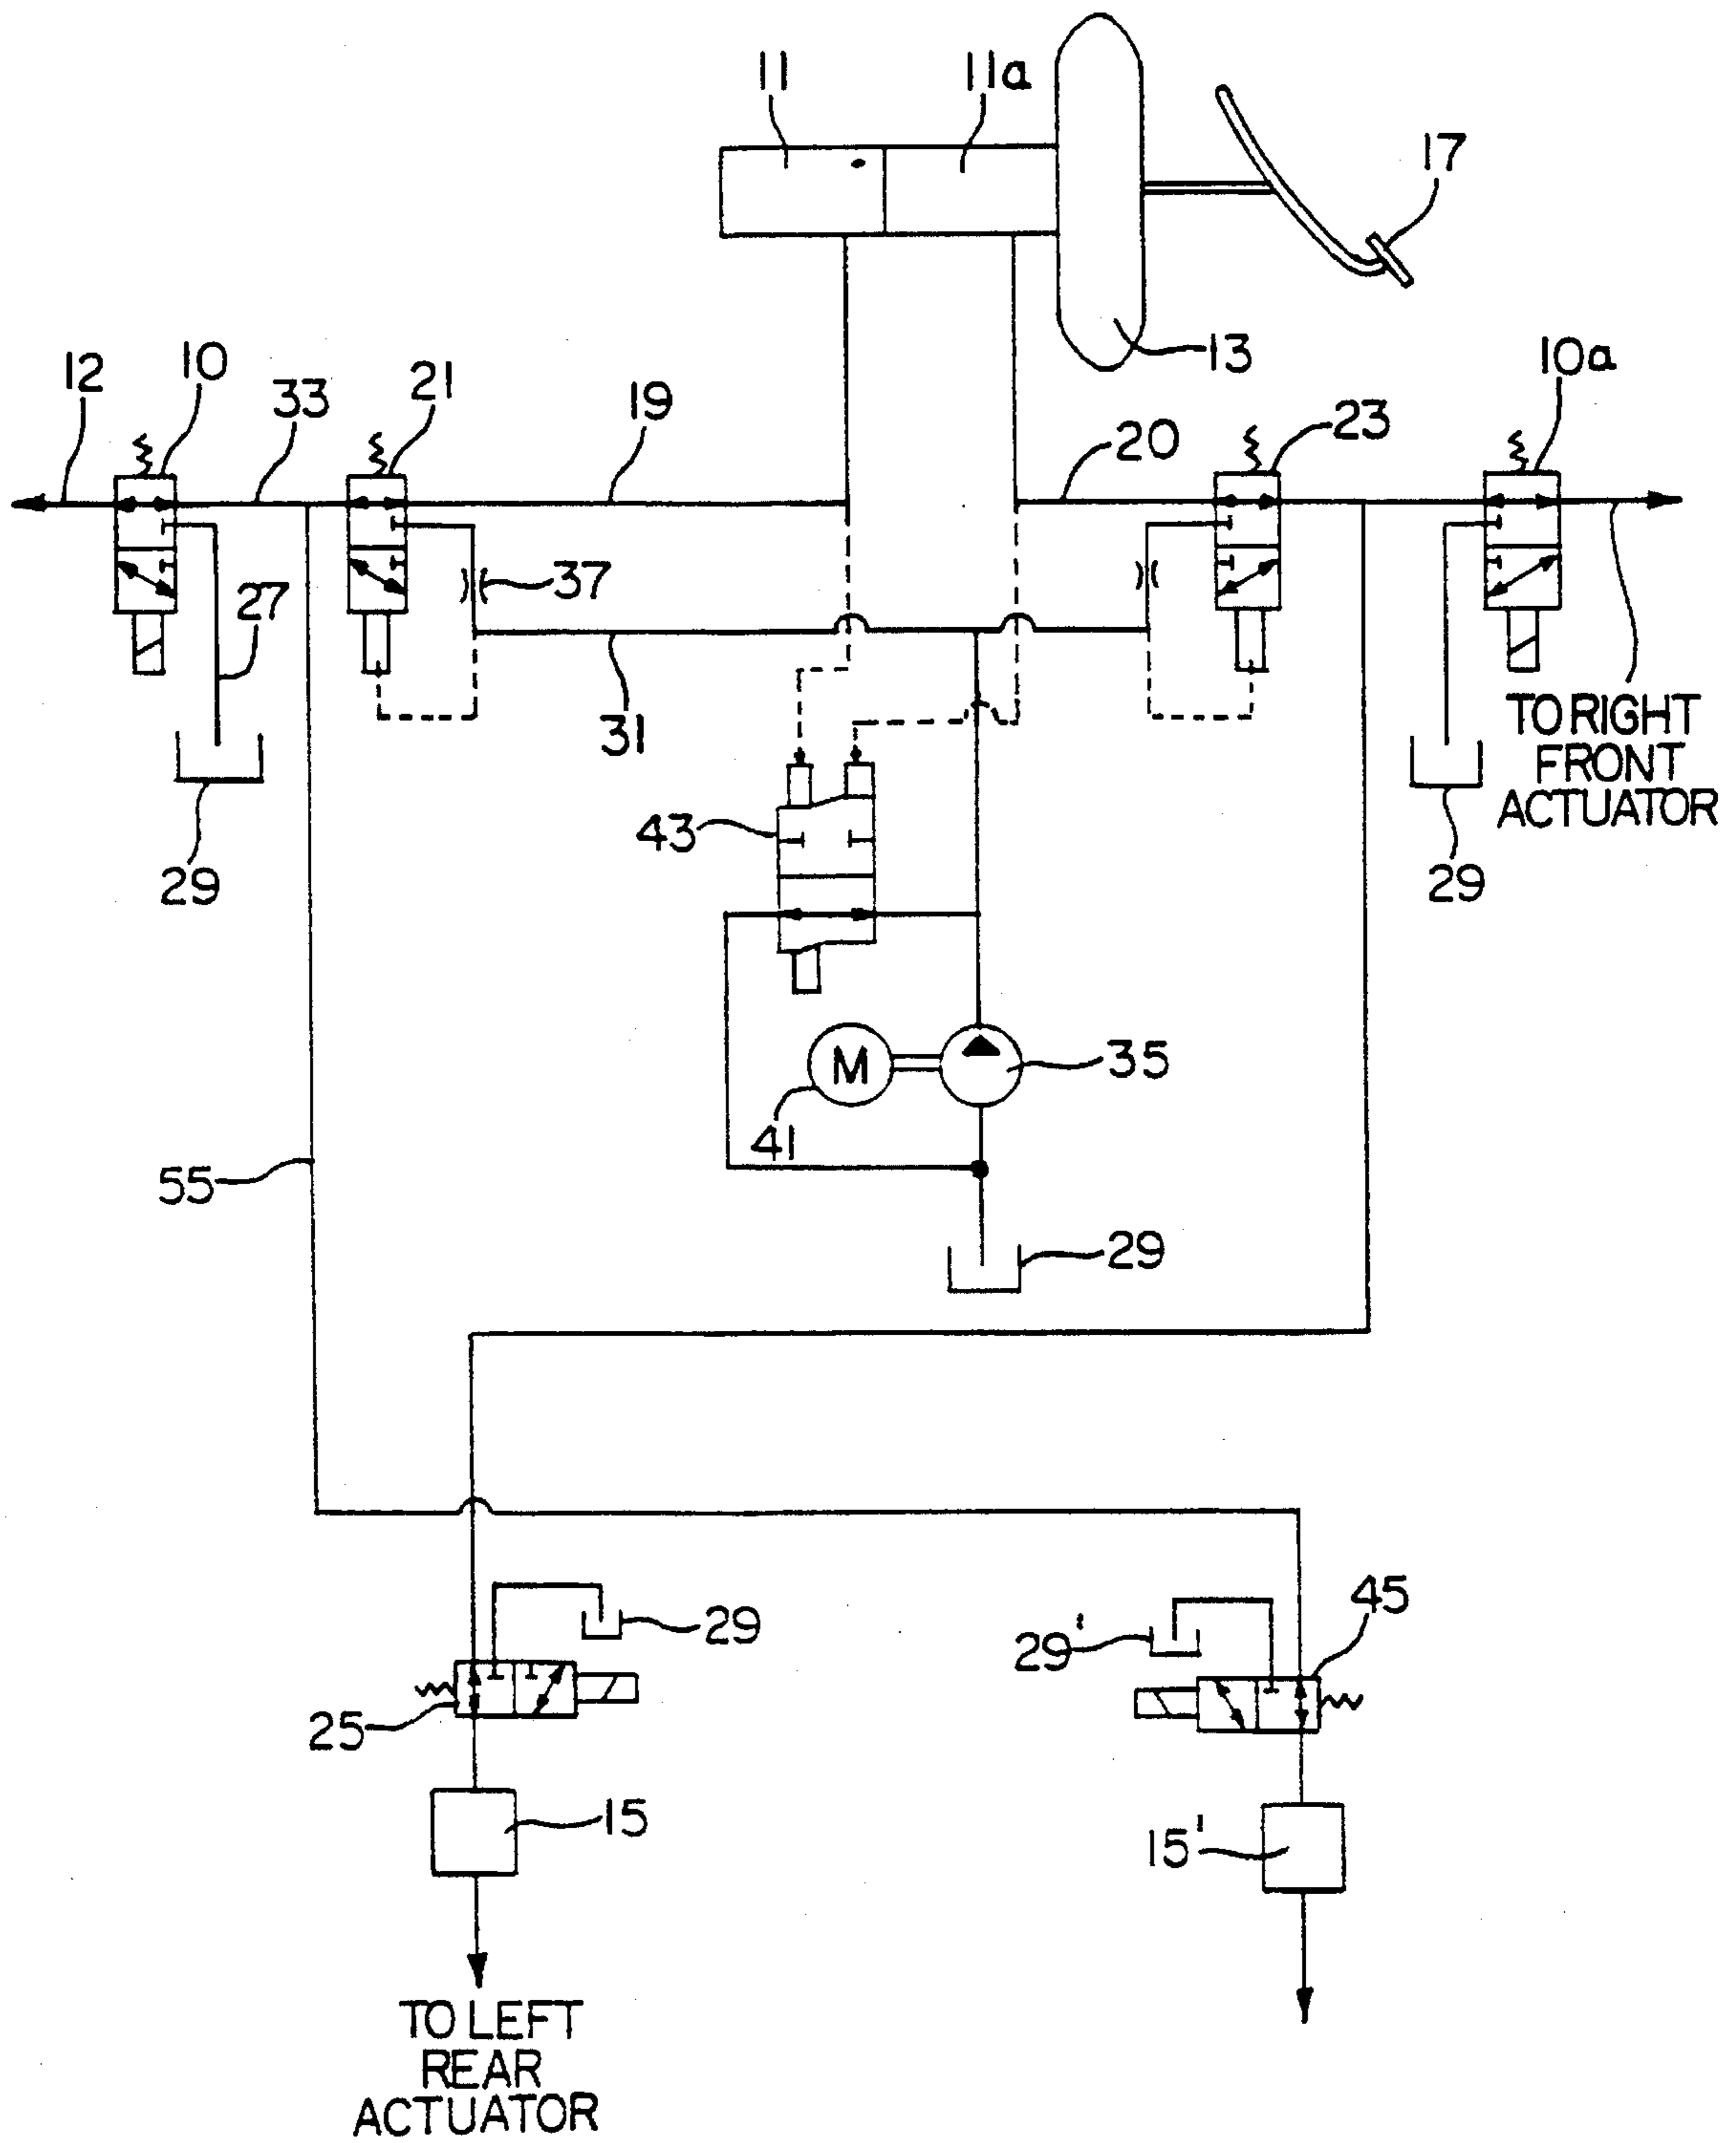 11
11a
17
13
12
10
33
21
19
20
23
10a
27
37
31
TO RIGHT
FRONT
ACTUATOR
43
29
29
35
M
41
55
29
29
29'
45
25
15
15'
TO LEFT
REAR
ACTUATOR